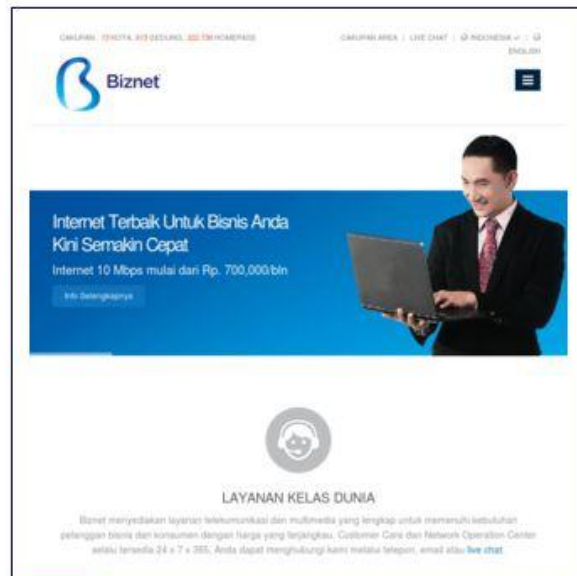 CAKUPAN : 73 KOTA, GEDUNG, HOMEPASS
CAKUPAN AREA | LIVE CHAT | INDONESIA |
ENGLISH
Biznet
Internet Terbaik Untuk Bisnis Anda
Kini Semakin Cepat
Internet 10 Mbps mulai dari Rp. 700,000/bln
Info Selengkapnya
LAYANAN KELAS DUNIA
Biznet menyediakan layanan telekomunikasi dan multimedia yang lengkap untuk memenuhi kebutuhan
pelanggan bisnis dan konsumen dengan harga yang terjangkau. Customer Care dan Network Operation Center
selalu tersedia 24 x 7 x 365. Anda dapat menghubungi kami melalui telepon, email atau live chat